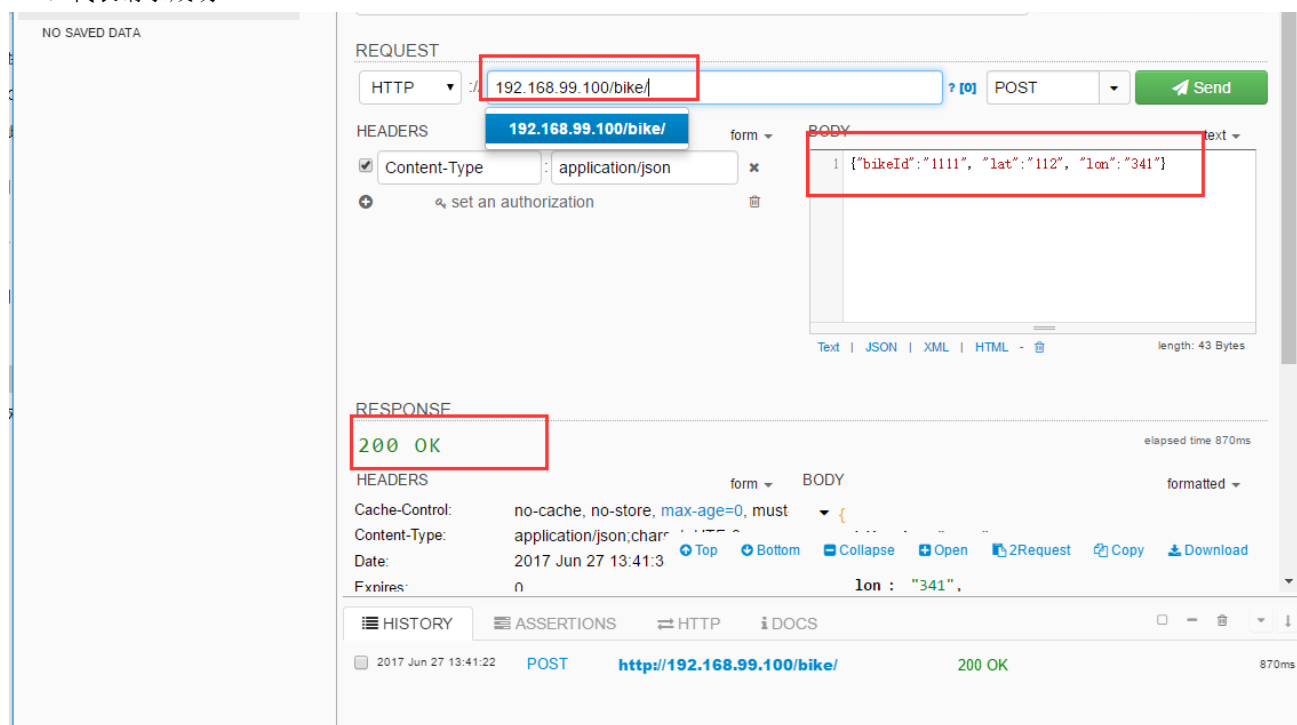 NO SAVED DATA
REQUEST
HTTP :// 192.168.99.100/bike/ ? [0] POST Send
192.168.99.100/bike/
HEADERS form BODY text
Content-Type : application/json
1 {"bikeId":"1111", "lat":"112", "lon":"341"}
set an authorization
Text | JSON | XML | HTML - length: 43 Bytes
RESPONSE
200 OK elapsed time 870ms
HEADERS form BODY formatted
Cache-Control: no-cache, no-store, max-age=0, must
{
Content-Type: application/json;chars
Top Bottom Collapse Open 2Request Copy Download
Date: 2017 Jun 27 13:41:3
Expires: 0
lon : "341",
HISTORY ASSERTIONS HTTP DOCS
2017 Jun 27 13:41:22 POST http://192.168.99.100/bike/ 200 OK 870ms